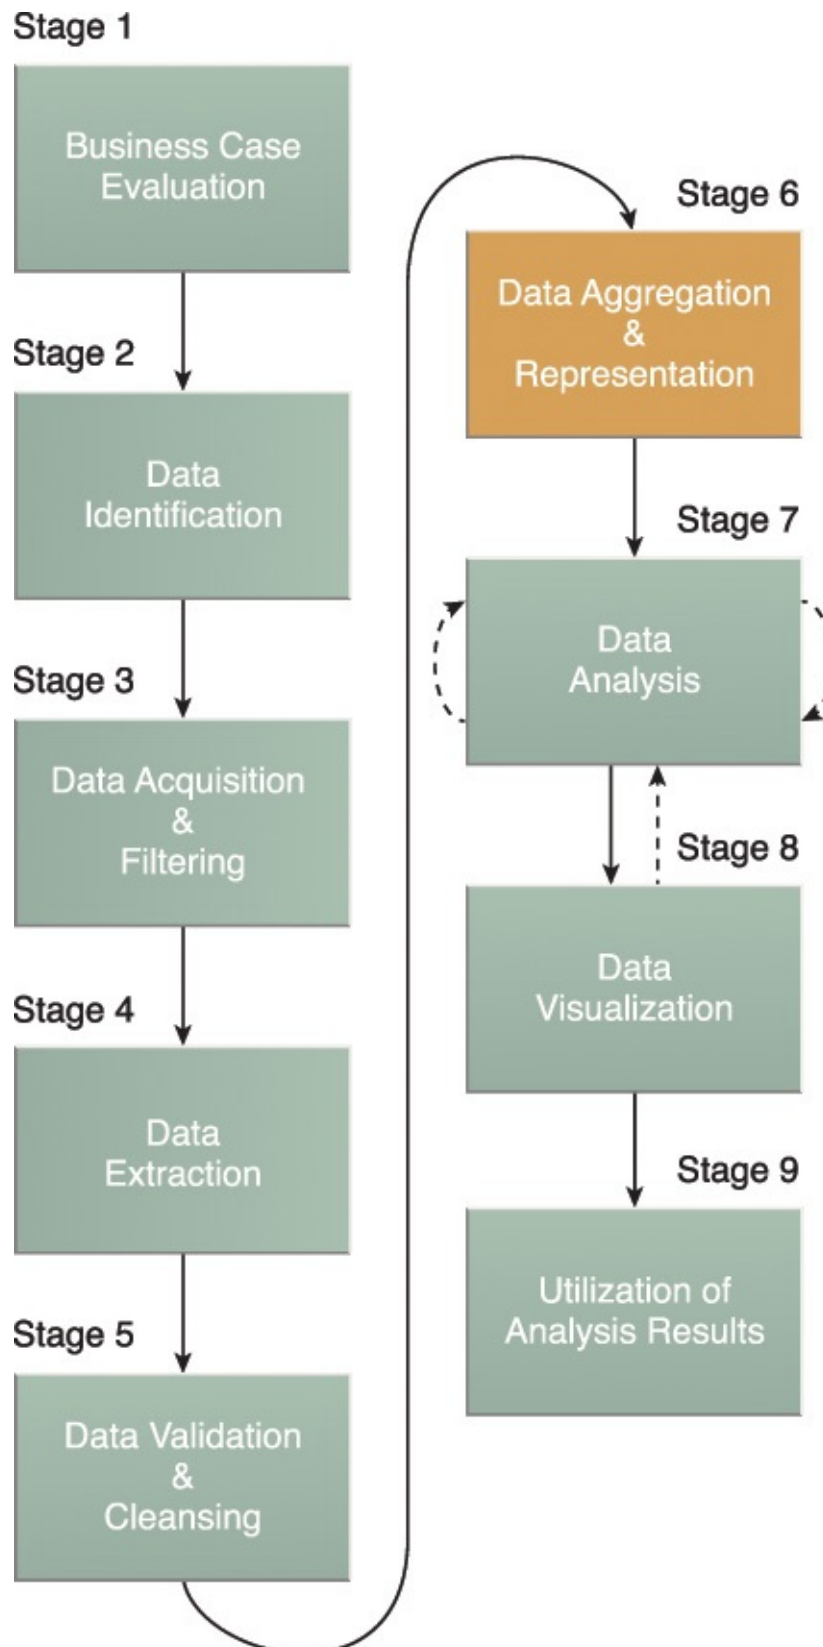 Stage 1
Business Case
Evaluation
Stage 2
Data
Identification
Stage 3
Data Acquisition
&
Filtering
Stage 4
Data
Extraction
Stage 5
Data Validation
&
Cleansing
Stage 6
Data Aggregation
&
Representation
Stage 7
Data
Analysis
Stage 8
Data
Visualization
Stage 9
Utilization of
Analysis Results